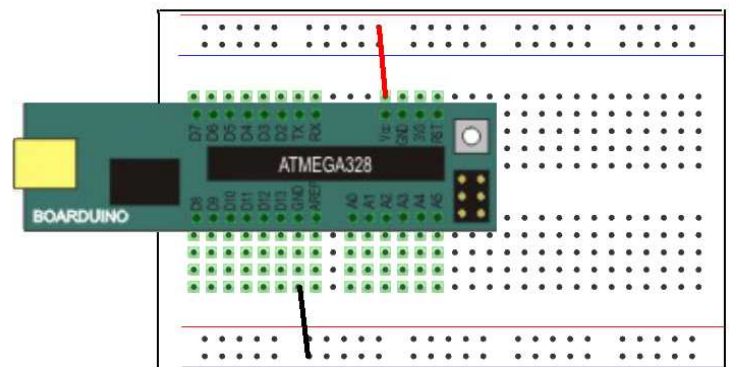 D7 D6 D5 D4 D3 D2 TX RX Vcc GND 3V3 RST
ATMEGA328
D8 D9 D10 D11 D12 D13 GND AREF A0 A1 A2 A3 A4 A5
BOARDUINO